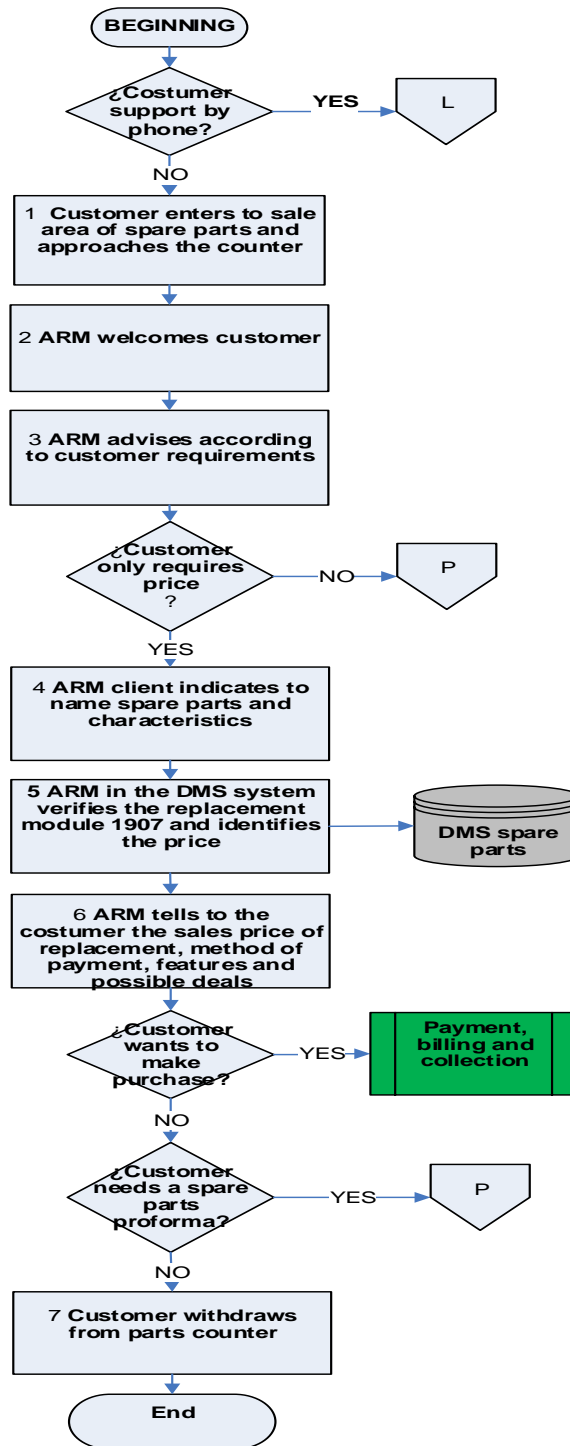 BEGINNING
¿Costumer
support by
phone?
YES
L
NO
1 Customer enters to sale
area of spare parts and
approaches the counter
2 ARM welcomes customer
3 ARM advises according
to customer requirements
¿Customer
only requires
price
?
NO
P
YES
4 ARM client indicates to
name spare parts and
characteristics
5 ARM in the DMS system
verifies the replacement
module 1907 and identifies
the price
DMS spare
parts
6 ARM tells to the
costumer the sales price of
replacement, method of
payment, features and
possible deals
¿Customer
wants to
make
purchase?
YES
Payment,
billing and
collection
NO
¿Customer
needs a spare
parts
proforma?
YES
P
NO
7 Customer withdraws
from parts counter
End